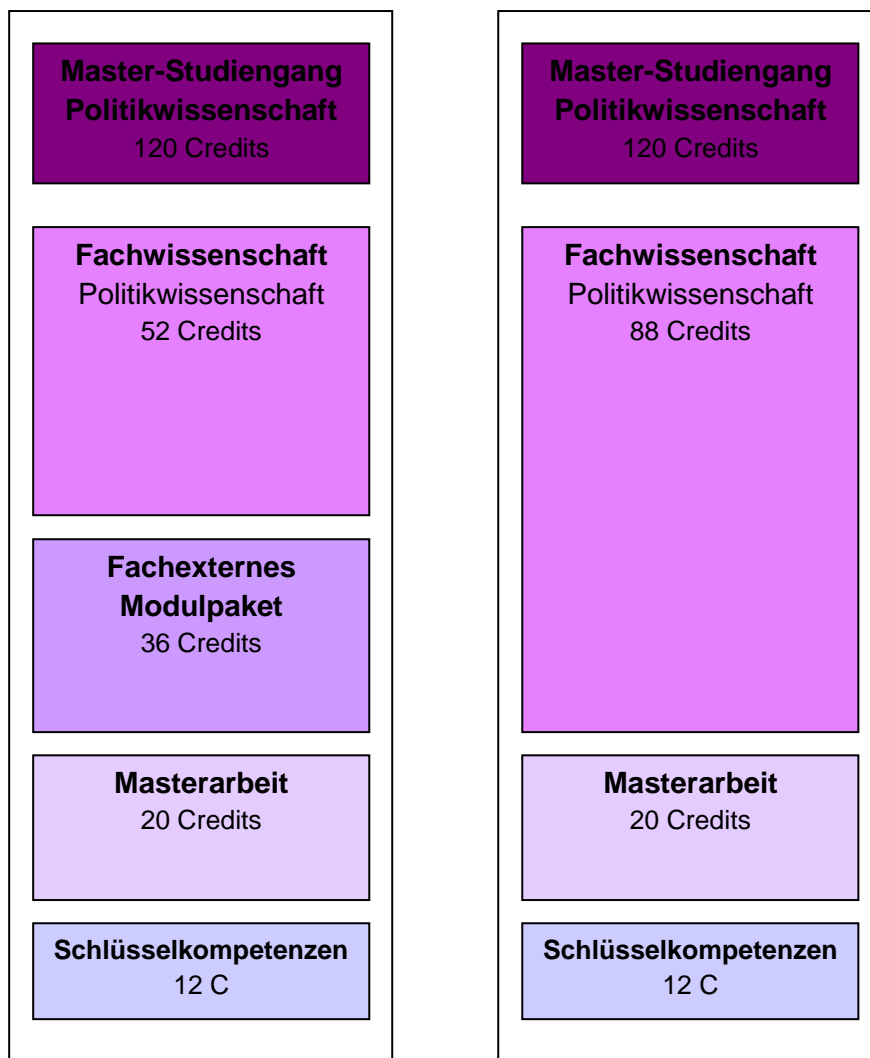 Master-Studiengang
Politikwissenschaft
120 Credits
Fachwissenschaft
Politikwissenschaft
52 Credits
Fachexternes
Modulpaket
36 Credits
Masterarbeit
20 Credits
Schlüsselkompetenzen
12 C
Master-Studiengang
Politikwissenschaft
120 Credits
Fachwissenschaft
Politikwissenschaft
88 Credits
Masterarbeit
20 Credits
Schlüsselkompetenzen
12 C